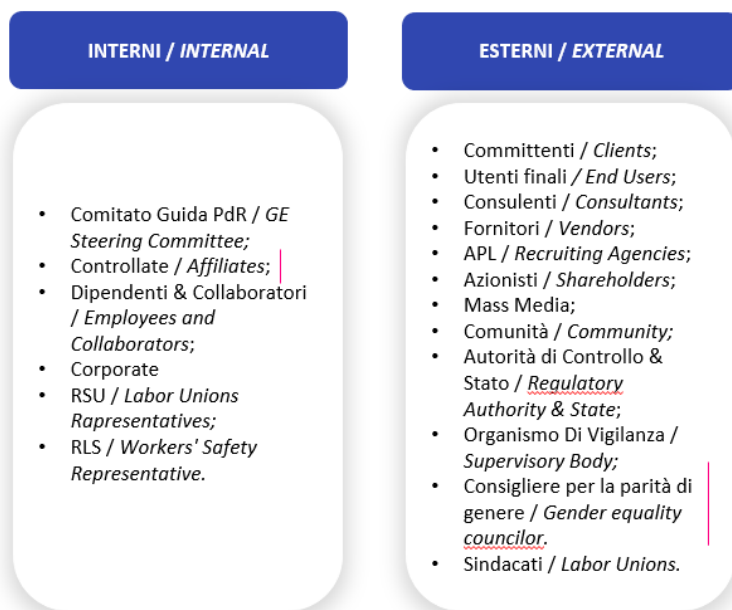 INTERNI / INTERNAL
• Comitato Guida PdR / GE
Steering Committee;
• Controllate / Affiliates;
• Dipendenti & Collaboratori
/ Employees and
Collaborators;
• Corporate
• RSU / Labor Unions
Rapresentatives;
• RLS / Workers' Safety
Representative.
ESTERNI / EXTERNAL
• Committenti / Clients;
• Utenti finali / End Users;
• Consulenti / Consultants;
• Fornitori / Vendors;
• APL / Recruiting Agencies;
• Azionisti / Shareholders;
• Mass Media;
• Comunità / Community;
• Autorità di Controllo &
Stato / Regulatory
Authority & State;
• Organismo Di Vigilanza /
Supervisory Body;
• Consigliere per la parità di
genere / Gender equality
councilor.
• Sindacati / Labor Unions.